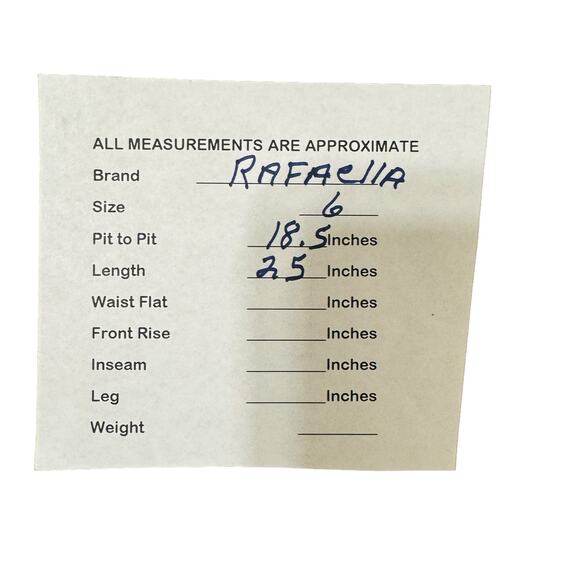 ALL MEASUREMENTS ARE APPROXIMATE
Brand RAFAella
Size 6
Pit to Pit 18.5 Inches
Length 25 Inches
Waist Flat Inches
Front Rise Inches
Inseam Inches
Leg Inches
Weight